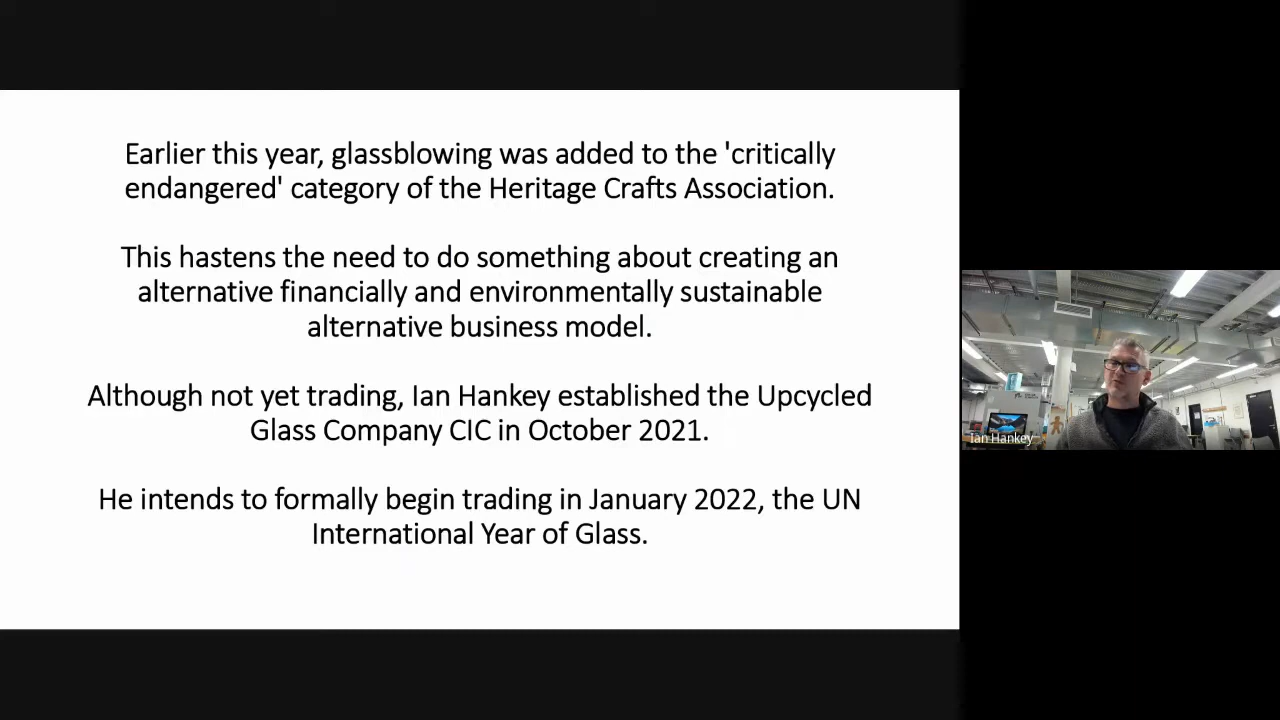 Earlier this year, glassblowing was added to the 'critically
endangered' category of the Heritage Crafts Association.
This hastens the need to do something about creating an
alternative financially and environmentally sustainable
alternative business model.
Although not yet trading, Ian Hankey established the Upcycled
Glass Company CIC in October 2021.
He intends to formally begin trading in January 2022, the UN
International Year of Glass.
Ian Hankey